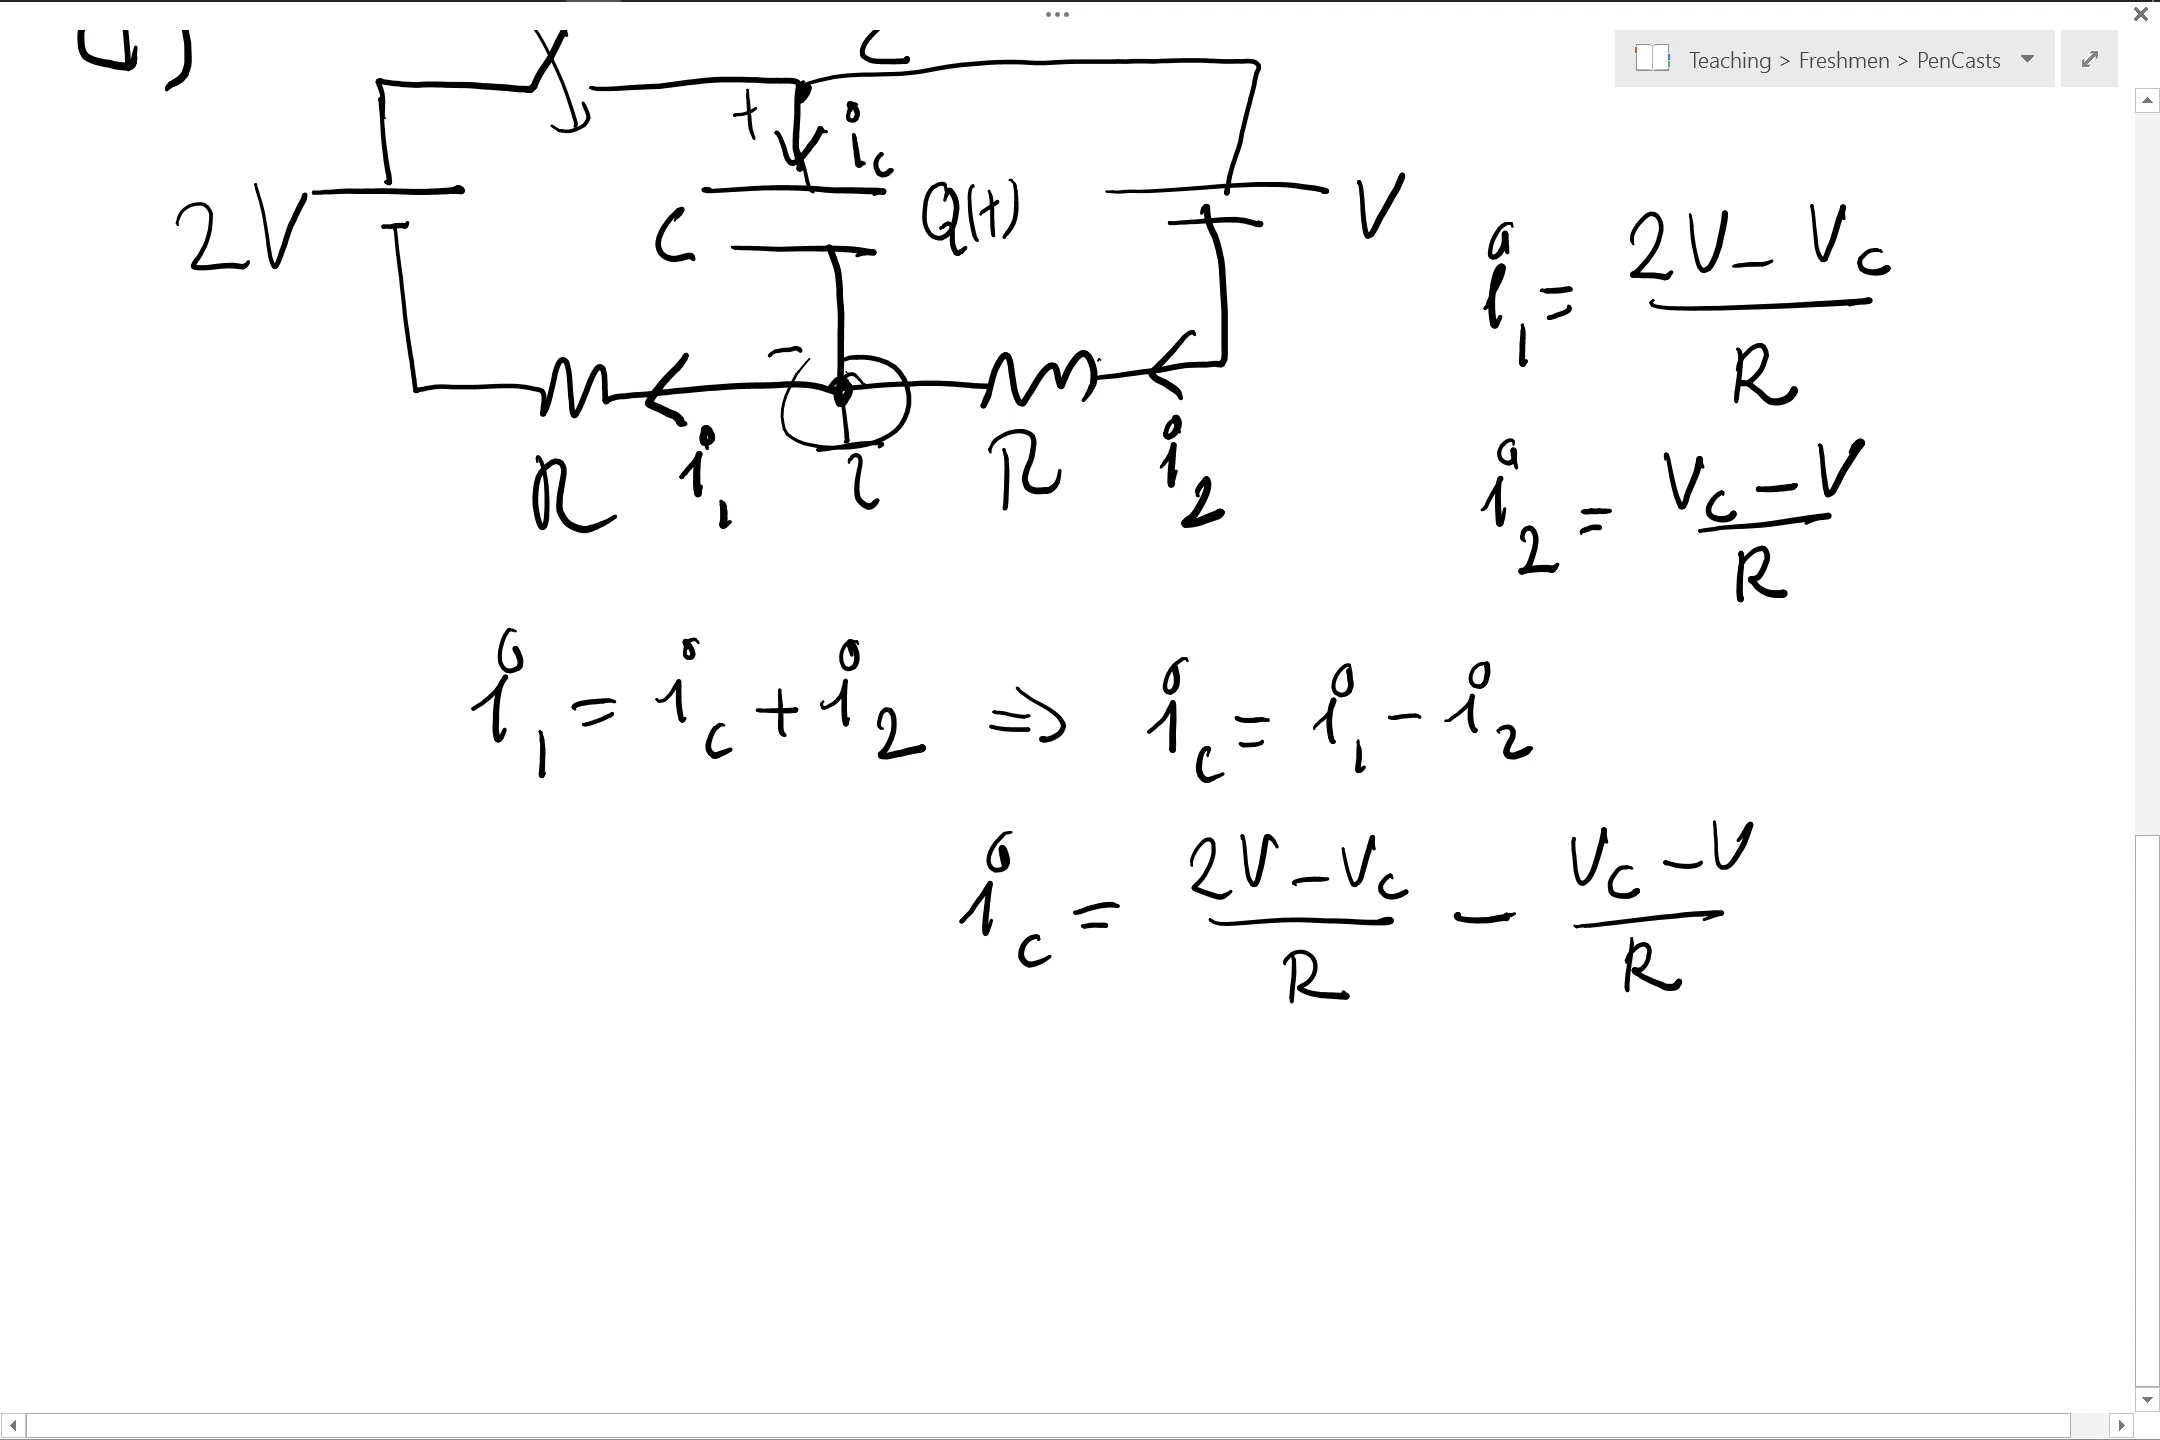 Teaching > Freshmen > PenCasts
C
+ i_c
2V
C
Q(t)
V
i_1 = (2V - V_c)/R
-
R
i_1
R
i_2
i_2 = (V_c - V)/R
i_1 = i_c + i_2 ⇒ i_c = i_1 - i_2
i_c = (2V - V_c)/R - (V_c - V)/R